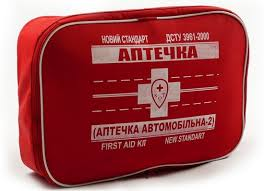 НОВИЙ СТАНДАРТ ДСТУ 3961-2000
АПТЕЧКА
(АПТЕЧКА АВТОМОБІЛЬНА-2)
FIRST AID KIT NEW STANDART